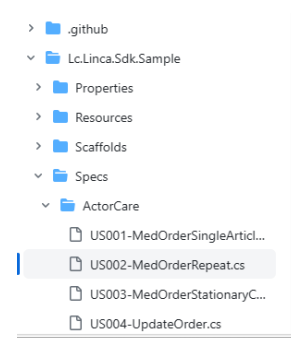 .github
Lc.Linca.Sdk.Sample
Properties
Resources
Scaffolds
Specs
ActorCare
US001-MedOrderSingleArticl...
US002-MedOrderRepeat.cs
US003-MedOrderStationaryC...
US004-UpdateOrder.cs